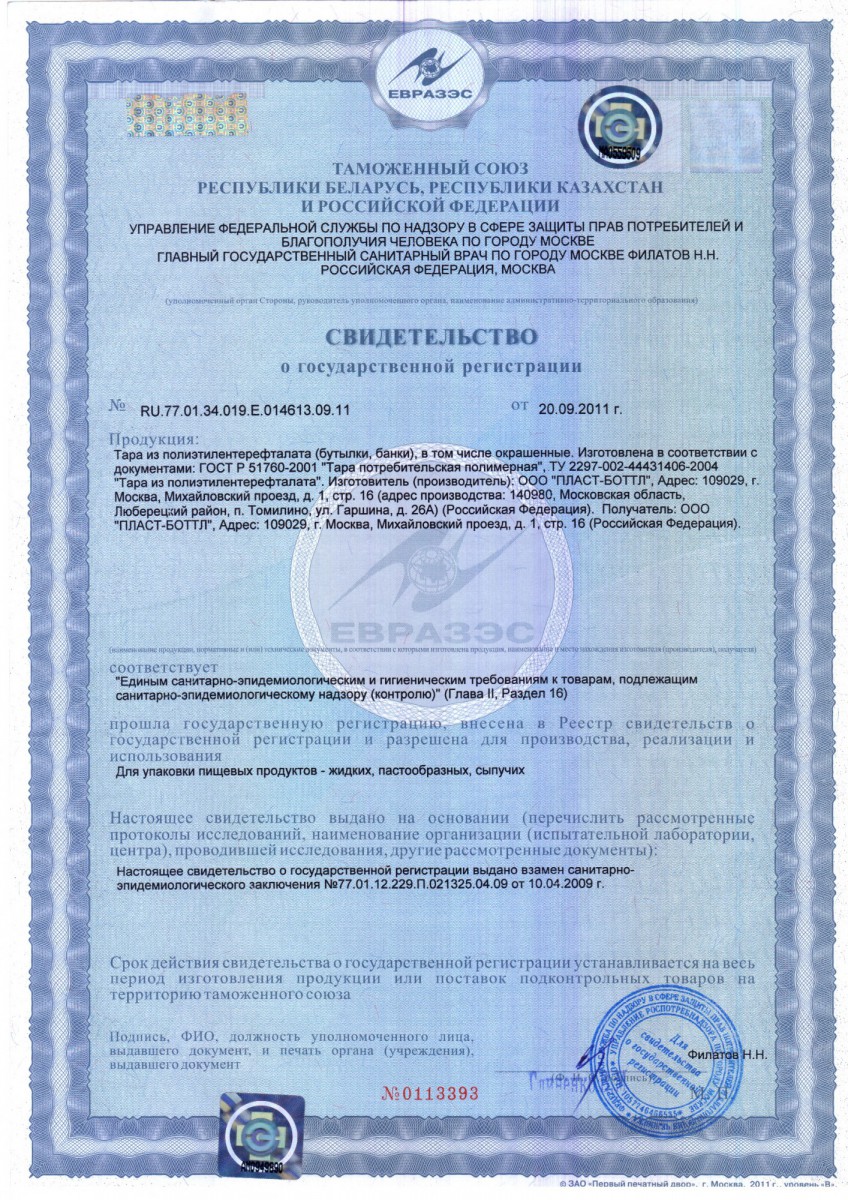 ЕВРАЗЭС
ТАМОЖЕННЫЙ СОЮЗ
РЕСПУБЛИКИ БЕЛАРУСЬ, РЕСПУБЛИКИ КАЗАХСТАН
И РОССИЙСКОЙ ФЕДЕРАЦИИ
УПРАВЛЕНИЕ ФЕДЕРАЛЬНОЙ СЛУЖБЫ ПО НАДЗОРУ В СФЕРЕ ЗАЩИТЫ ПРАВ ПОТРЕБИТЕЛЕЙ И
БЛАГОПОЛУЧИЯ ЧЕЛОВЕКА ПО ГОРОДУ МОСКВЕ
ГЛАВНЫЙ ГОСУДАРСТВЕННЫЙ САНИТАРНЫЙ ВРАЧ ПО ГОРОДУ МОСКВЕ ФИЛАТОВ Н.Н.
РОССИЙСКАЯ ФЕДЕРАЦИЯ, МОСКВА
(уполномоченный орган Стороны, руководитель уполномоченного органа, наименование административно-территориального образования)
СВИДЕТЕЛЬСТВО
о государственной регистрации
№ RU.77.01.34.019.Е.014613.09.11 от 20.09.2011 г.
Продукция:
Тара из полиэтилентерефталата (бутылки, банки), в том числе окрашенные. Изготовлена в соответствии с
документами: ГОСТ Р 51760-2001 "Тара потребительская полимерная", ТУ 2297-002-44431406-2004
"Тара из полиэтилентерефталата". Изготовитель (производитель): ООО "ПЛАСТ-БОТТЛ", Адрес: 109029, г.
Москва, Михайловский проезд, д. 1, стр. 16 (адрес производства: 140980, Московская область,
Люберецкий район, п. Томилино, ул. Гаршина, д. 26А) (Российская Федерация). Получатель: ООО
"ПЛАСТ-БОТТЛ", Адрес: 109029, г. Москва, Михайловский проезд, д. 1, стр. 16 (Российская Федерация).
ЕВРАЗЭС
(наименование продукции, нормативные и (или) технические документы, в соответствии с которыми изготовлена продукция, наименование и место нахождения изготовителя (производителя), получателя)
соответствует
"Единым санитарно-эпидемиологическим и гигиеническим требованиям к товарам, подлежащим
санитарно-эпидемиологическому надзору (контролю)" (Глава II, Раздел 16)
прошла государственную регистрацию, внесена в Реестр свидетельств о
государственной регистрации и разрешена для производства, реализации и
использования
Для упаковки пищевых продуктов - жидких, пастообразных, сыпучих
Настоящее свидетельство выдано на основании (перечислить рассмотренные
протоколы исследований, наименование организации (испытательной лаборатории,
центра), проводившей исследования, другие рассмотренные документы):
Настоящее свидетельство о государственной регистрации выдано взамен санитарно-
эпидемиологического заключения №77.01.12.229.П.021325.04.09 от 10.04.2009 г.
Срок действия свидетельства о государственной регистрации устанавливается на весь
период изготовления продукции или поставок подконтрольных товаров на
территорию таможенного союза
Подпись, ФИО, должность уполномоченного лица,
выдавшего документ, и печать органа (учреждения),
выдавшего документ
Филатов Н.Н.
Для
свидетельства
о государственной
регистрации
№0113393
© ЗАО «Первый печатный двор», г. Москва, 2011 г., уровень «В».